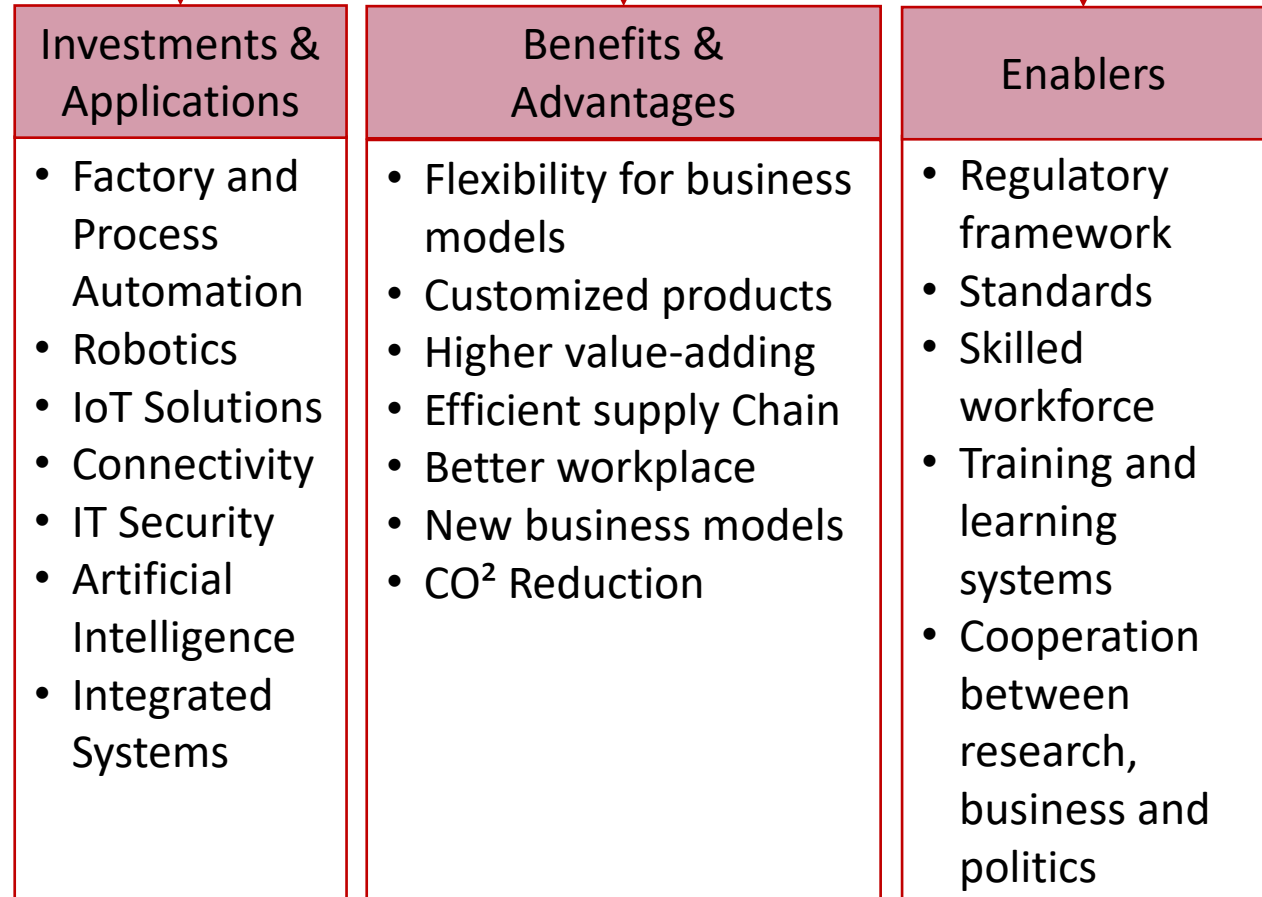 Investments &
Applications
• Factory and
Process
Automation
• Robotics
• IoT Solutions
• Connectivity
• IT Security
• Artificial
Intelligence
• Integrated
Systems
Benefits &
Advantages
• Flexibility for business
models
• Customized products
• Higher value-adding
• Efficient supply Chain
• Better workplace
• New business models
• CO² Reduction
Enablers
• Regulatory
framework
• Standards
• Skilled
workforce
• Training and
learning
systems
• Cooperation
between
research,
business and
politics